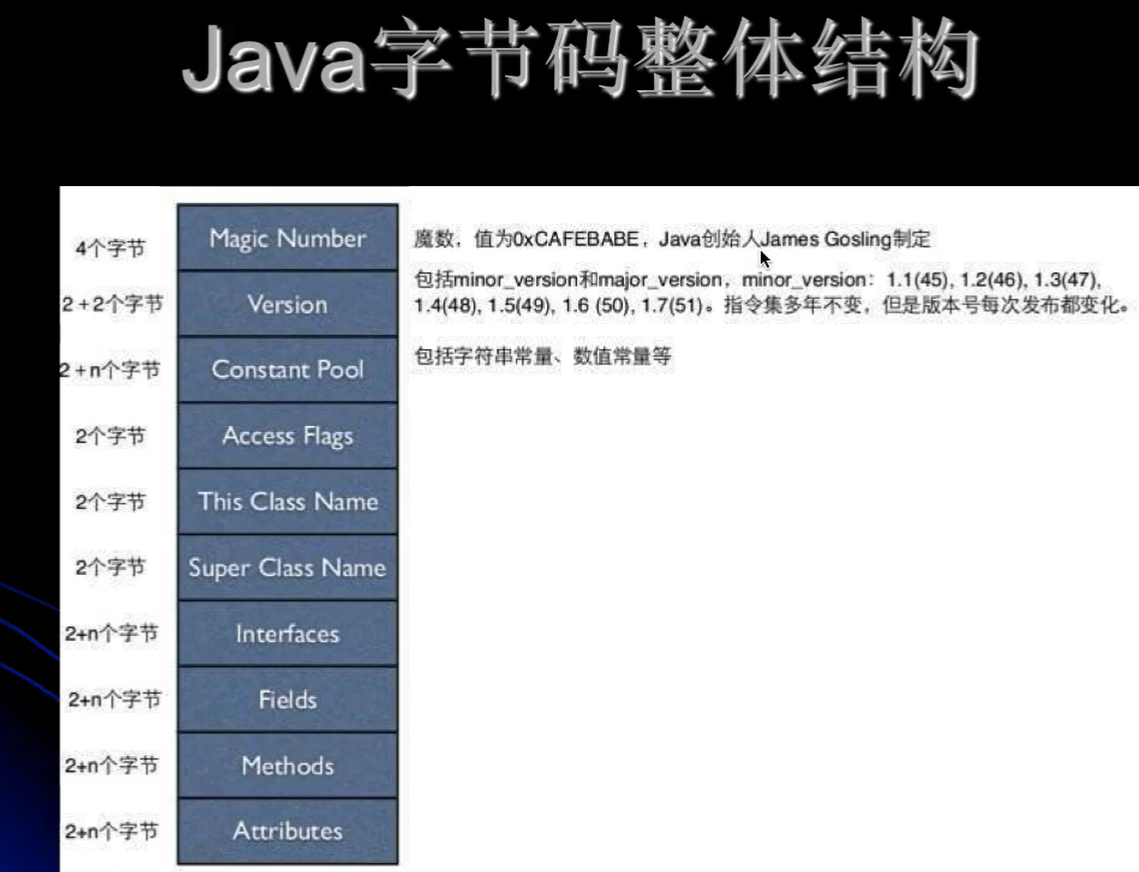 Java字节码整体结构
4个字节
Magic Number
魔数，值为0xCAFEBABE，Java创始人James Gosling制定
2+2个字节
Version
包括minor_version和major_version，minor_version：1.1(45), 1.2(46), 1.3(47),
1.4(48), 1.5(49), 1.6 (50), 1.7(51)。指令集多年不变，但是版本号每次发布都变化。
2+n个字节
Constant Pool
包括字符串常量、数值常量等
2个字节
Access Flags
2个字节
This Class Name
2个字节
Super Class Name
2+n个字节
Interfaces
2+n个字节
Fields
2+n个字节
Methods
2+n个字节
Attributes